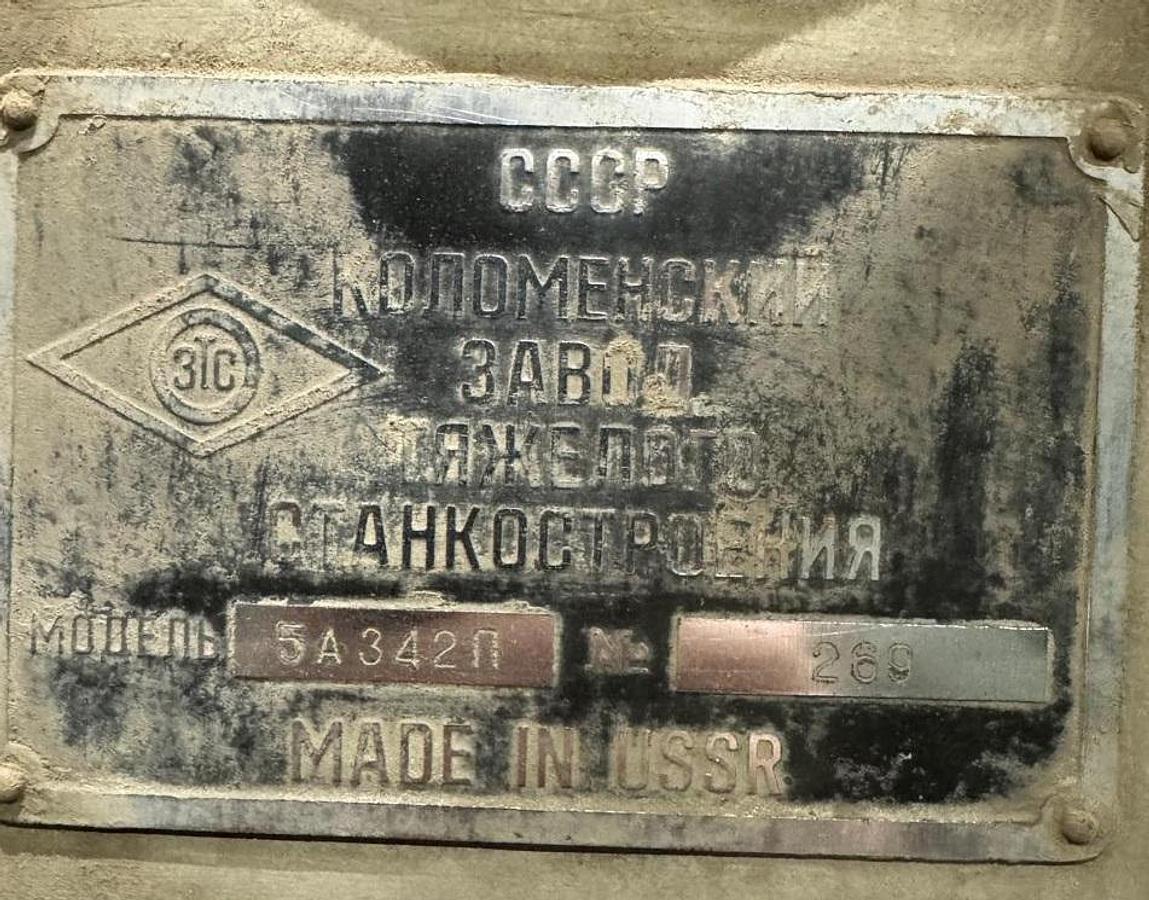 СССР
КОЛОМЕНСКИЙ
ЗТС
ЗАВОД
ТЯЖЕЛОГО
СТАНКОСТРОЕНИЯ
МОДЕЛЬ 5А342П № 269
MADE IN USSR